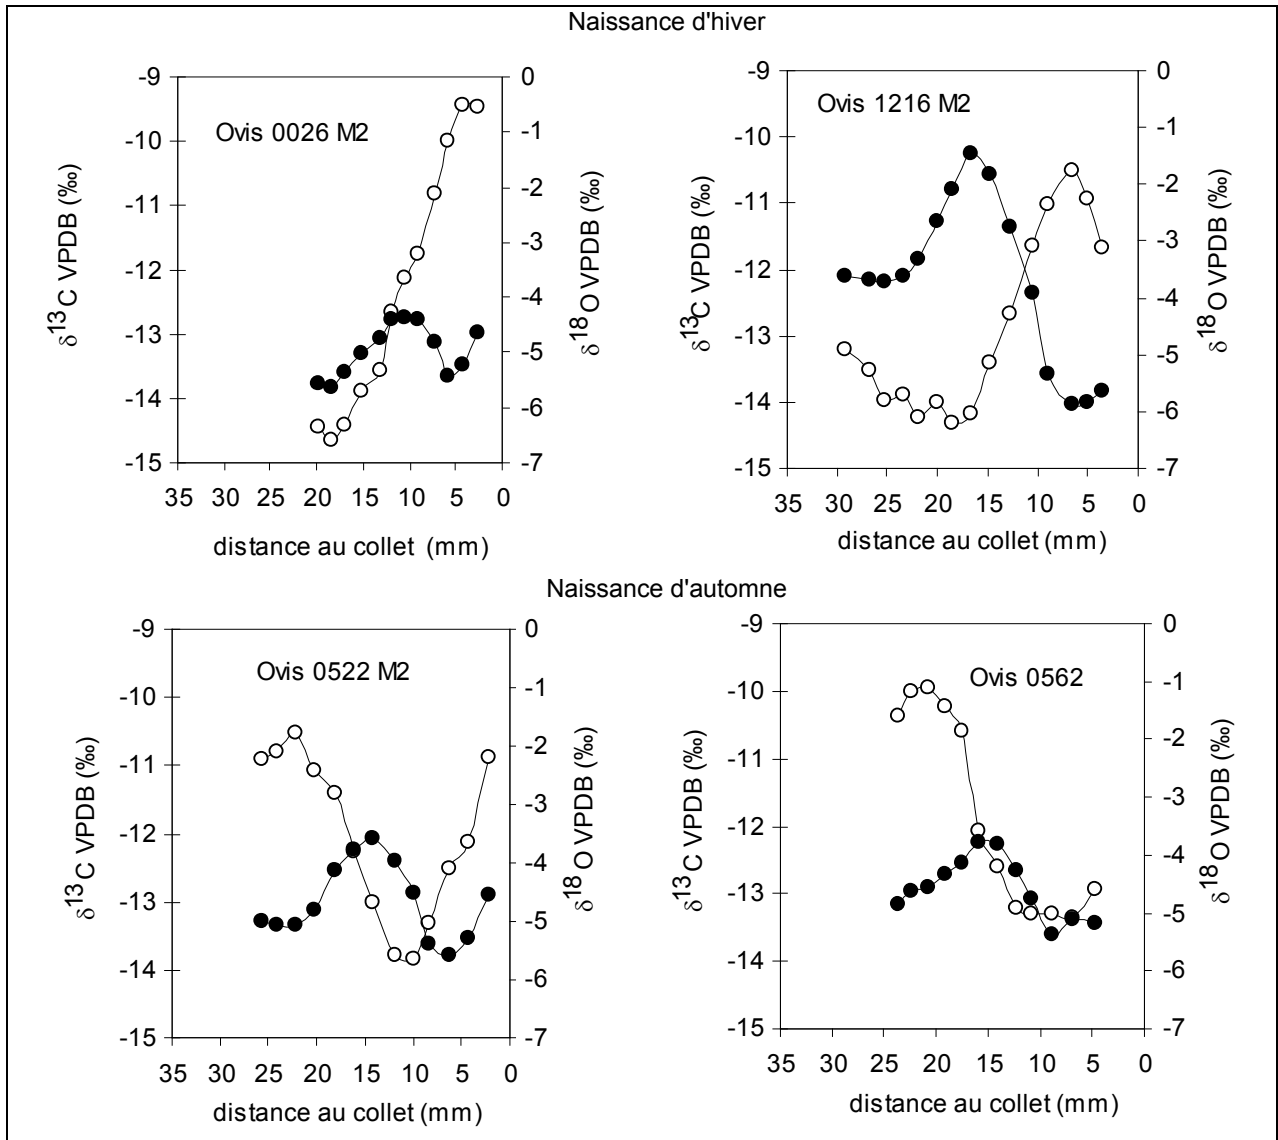 Naissance d'hiver
Ovis 0026 M2
δ13C VPDB (‰)
-9
-10
-11
-12
-13
-14
-15
0
-1
-2
-3
-4
-5
-6
-7
δ18O VPDB (‰)
35 30 25 20 15 10 5 0
distance au collet (mm)
Ovis 1216 M2
δ13C VPDB (‰)
-9
-10
-11
-12
-13
-14
-15
0
-1
-2
-3
-4
-5
-6
-7
δ18O VPDB (‰)
35 30 25 20 15 10 5 0
distance au collet (mm)
Naissance d'automne
Ovis 0522 M2
δ13C VPDB (‰)
-9
-10
-11
-12
-13
-14
-15
0
-1
-2
-3
-4
-5
-6
-7
δ18O VPDB (‰)
35 30 25 20 15 10 5 0
distance au collet (mm)
Ovis 0562
δ13C VPDB (‰)
-9
-10
-11
-12
-13
-14
-15
0
-1
-2
-3
-4
-5
-6
-7
δ18O VPDB (‰)
35 30 25 20 15 10 5 0
distance au collet (mm)